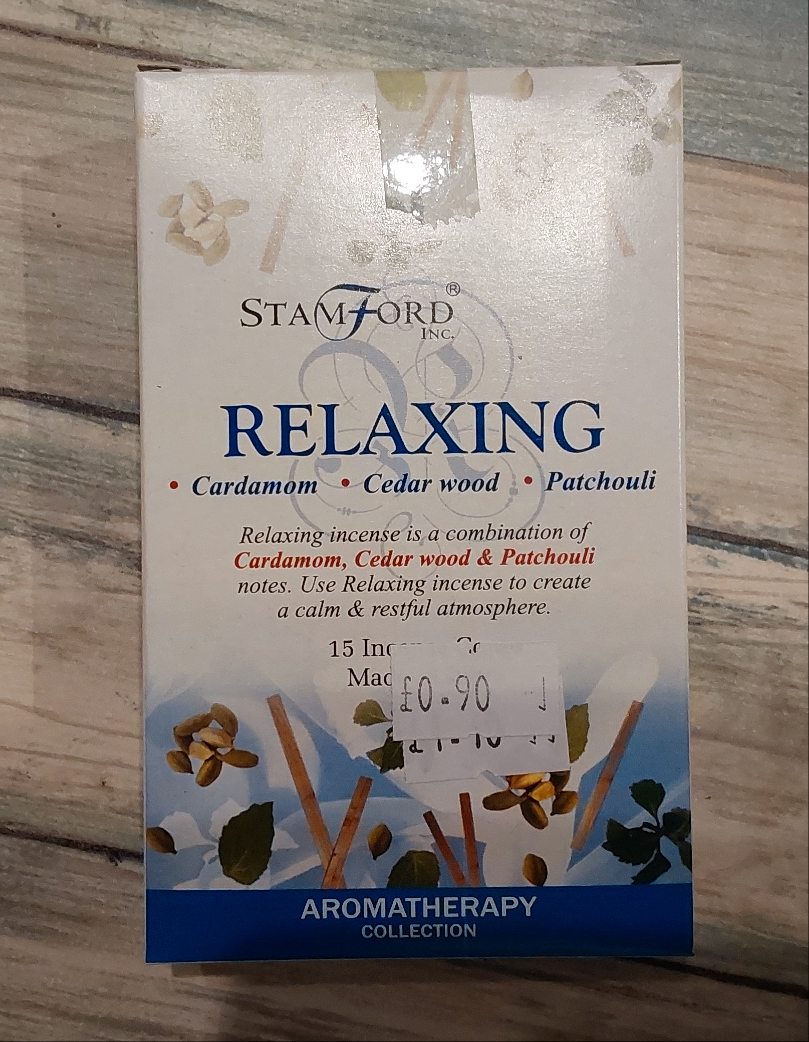 STAMFORD ®
INC.
RELAXING
• Cardamom • Cedar wood • Patchouli
Relaxing incense is a combination of
Cardamom, Cedar wood & Patchouli
notes. Use Relaxing incense to create
a calm & restful atmosphere.
15
£0.90
AROMATHERAPY
COLLECTION